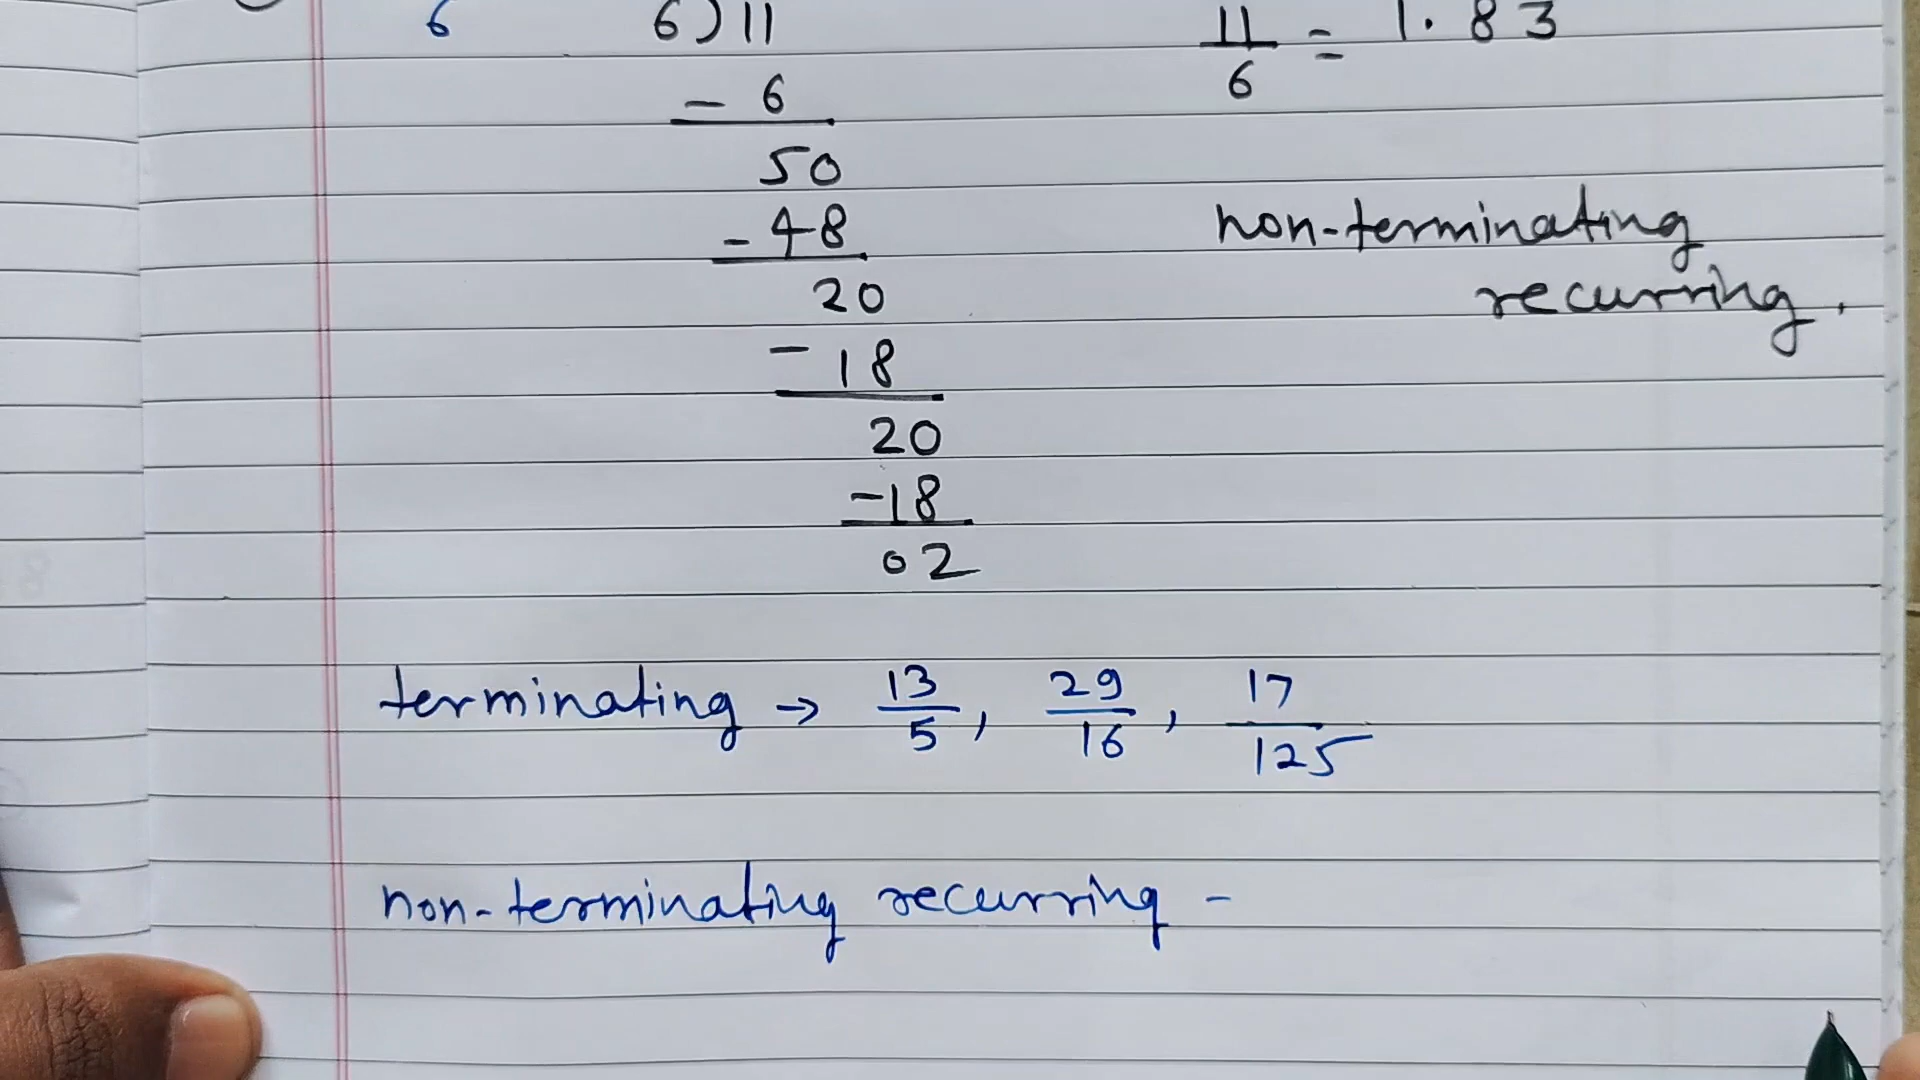 6 6)11 11/6 = 1.83
- 6
50
- 48
20
- 18
20
-18
02
non-terminating
recurring.
terminating → 13/5, 29/16, 17/125
non-terminating recurring -